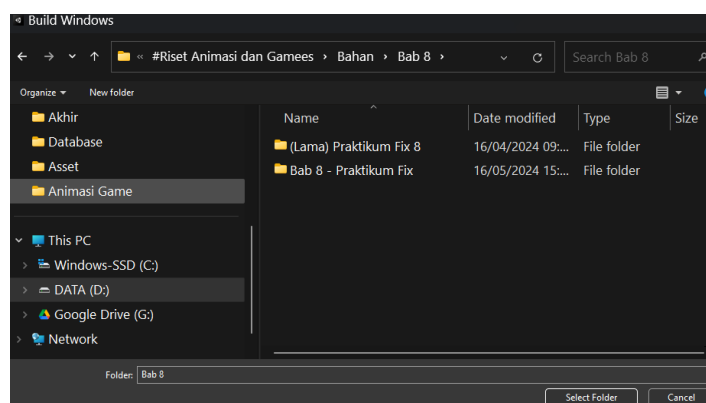 Build Windows
« #Riset Animasi dan Gamees › Bahan › Bab 8 ›
Search Bab 8
Organize
New folder
Akhir
Database
Asset
Animasi Game
This PC
Windows-SSD (C:)
DATA (D:)
Google Drive (G:)
Network
Name Date modified Type Size
(Lama) Praktikum Fix 8 16/04/2024 09:... File folder
Bab 8 - Praktikum Fix 16/05/2024 15:... File folder
Folder: Bab 8
Select Folder Cancel